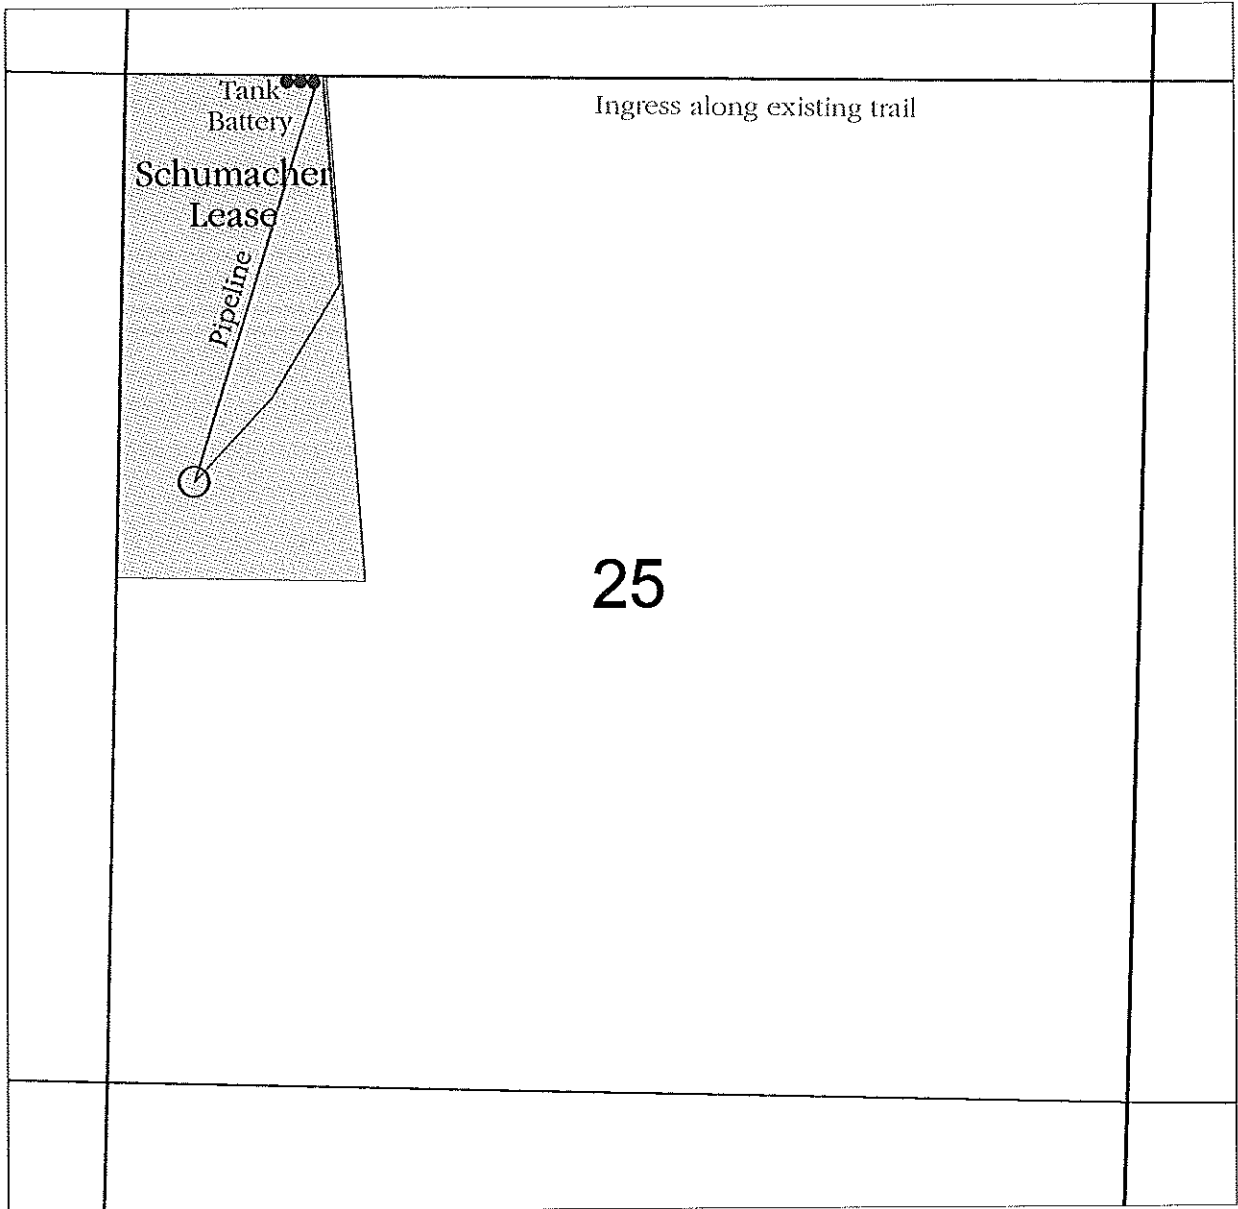 Tank
Battery
Ingress along existing trail
Schumacher
Lease
Pipeline
25